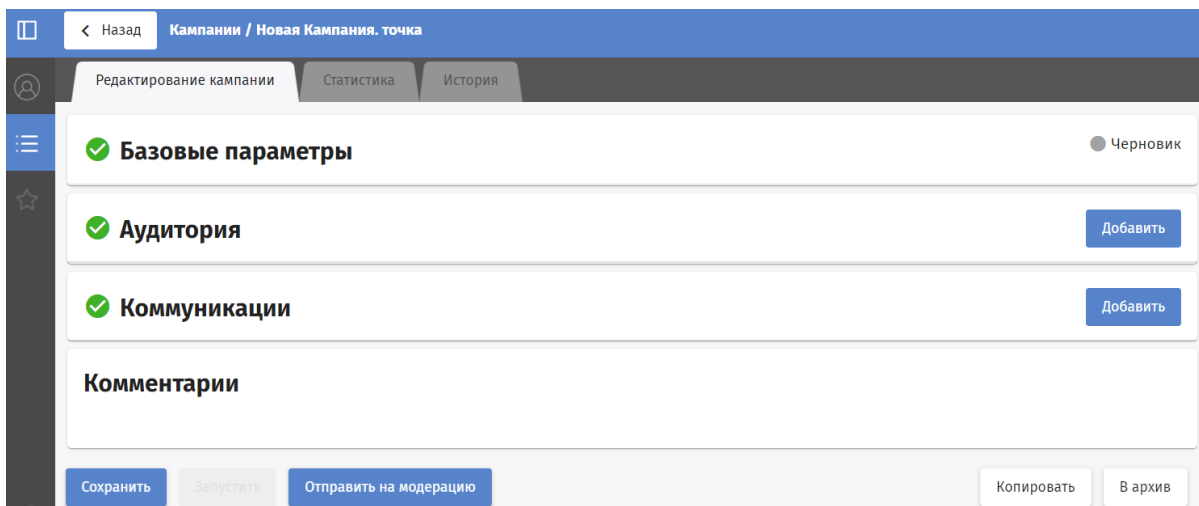 Назад Кампании / Новая Кампания. точка
Редактирование кампании Статистика История
Базовые параметры Черновик
Аудитория Добавить
Коммуникации Добавить
Комментарии
Сохранить Запустить Отправить на модерацию Копировать В архив